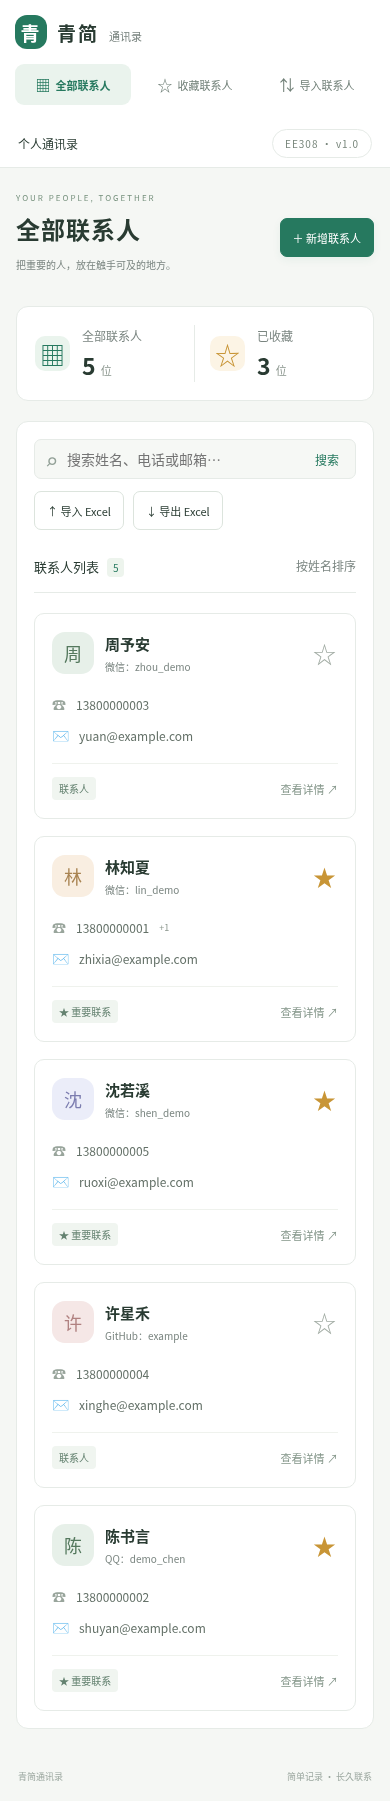 青 青简 通讯录
▦ 全部联系人 ☆ 收藏联系人 ⇅ 导入联系人
个人通讯录 EE308 · v1.0
YOUR PEOPLE, TOGETHER
全部联系人
＋ 新增联系人
把重要的人，放在触手可及的地方。
全部联系人 已收藏
5 位 3 位
⌕ 搜索姓名、电话或邮箱… 搜索
↑ 导入 Excel ↓ 导出 Excel
联系人列表 5 按姓名排序
周 周予安 ☆
微信：zhou_demo
☎ 13800000003
✉️ yuan@example.com
联系人 查看详情 ↗
林 林知夏 ★
微信：lin_demo
☎ 13800000001 +1
✉️ zhixia@example.com
★ 重要联系 查看详情 ↗
沈 沈若溪 ★
微信：shen_demo
☎ 13800000005
✉️ ruoxi@example.com
★ 重要联系 查看详情 ↗
许 许星禾 ☆
GitHub：example
☎ 13800000004
✉️ xinghe@example.com
联系人 查看详情 ↗
陈 陈书言 ★
QQ：demo_chen
☎ 13800000002
✉️ shuyan@example.com
★ 重要联系 查看详情 ↗
青简通讯录 简单记录 · 长久联系